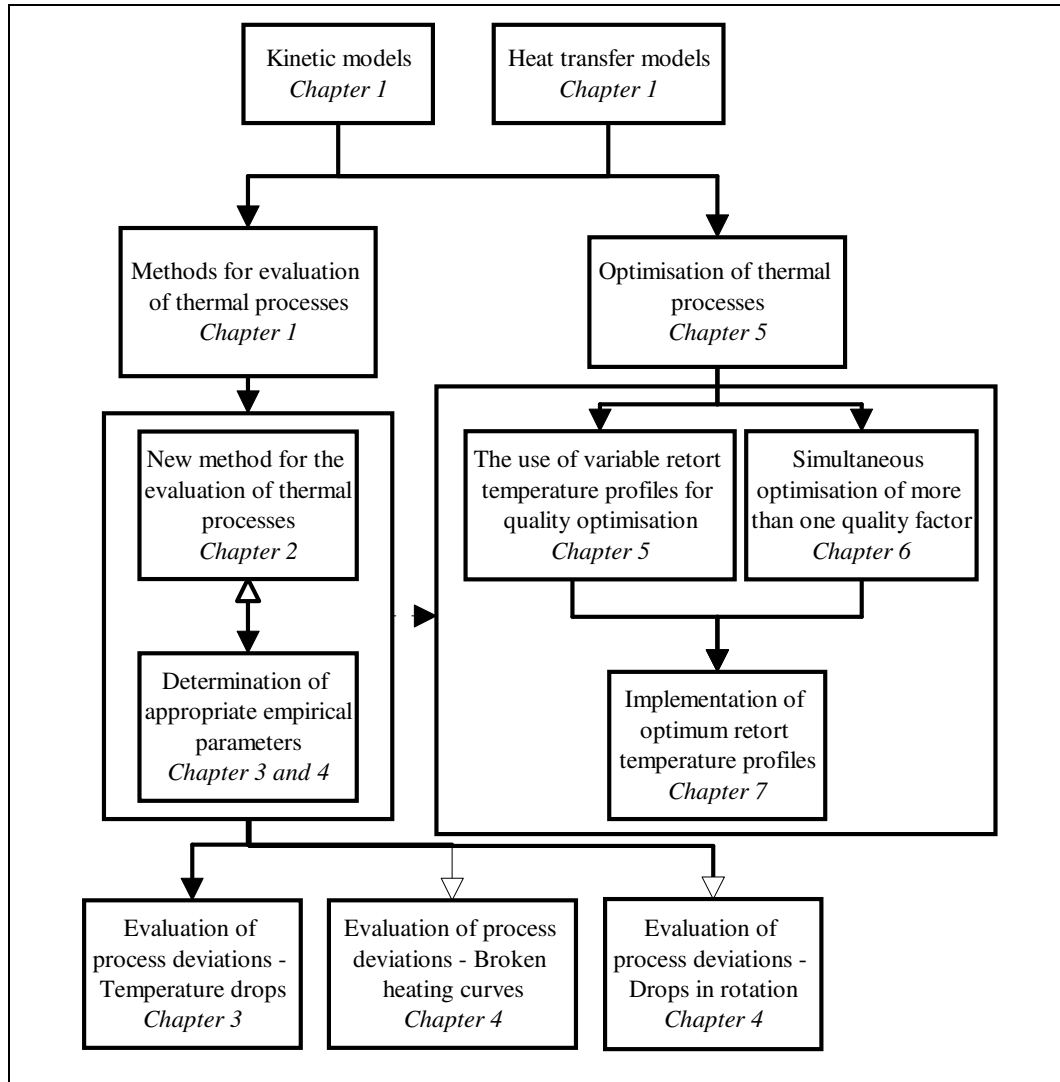 Kinetic models
Chapter 1
Heat transfer models
Chapter 1
Methods for evaluation
of thermal processes
Chapter 1
Optimisation of thermal
processes
Chapter 5
New method for the
evaluation of thermal
processes
Chapter 2
The use of variable retort
temperature profiles for
quality optimisation
Chapter 5
Simultaneous
optimisation of more
than one quality factor
Chapter 6
Determination of
appropriate empirical
parameters
Chapter 3 and 4
Implementation of
optimum retort
temperature profiles
Chapter 7
Evaluation of
process deviations -
Temperature drops
Chapter 3
Evaluation of process
deviations - Broken
heating curves
Chapter 4
Evaluation of
process deviations -
Drops in rotation
Chapter 4